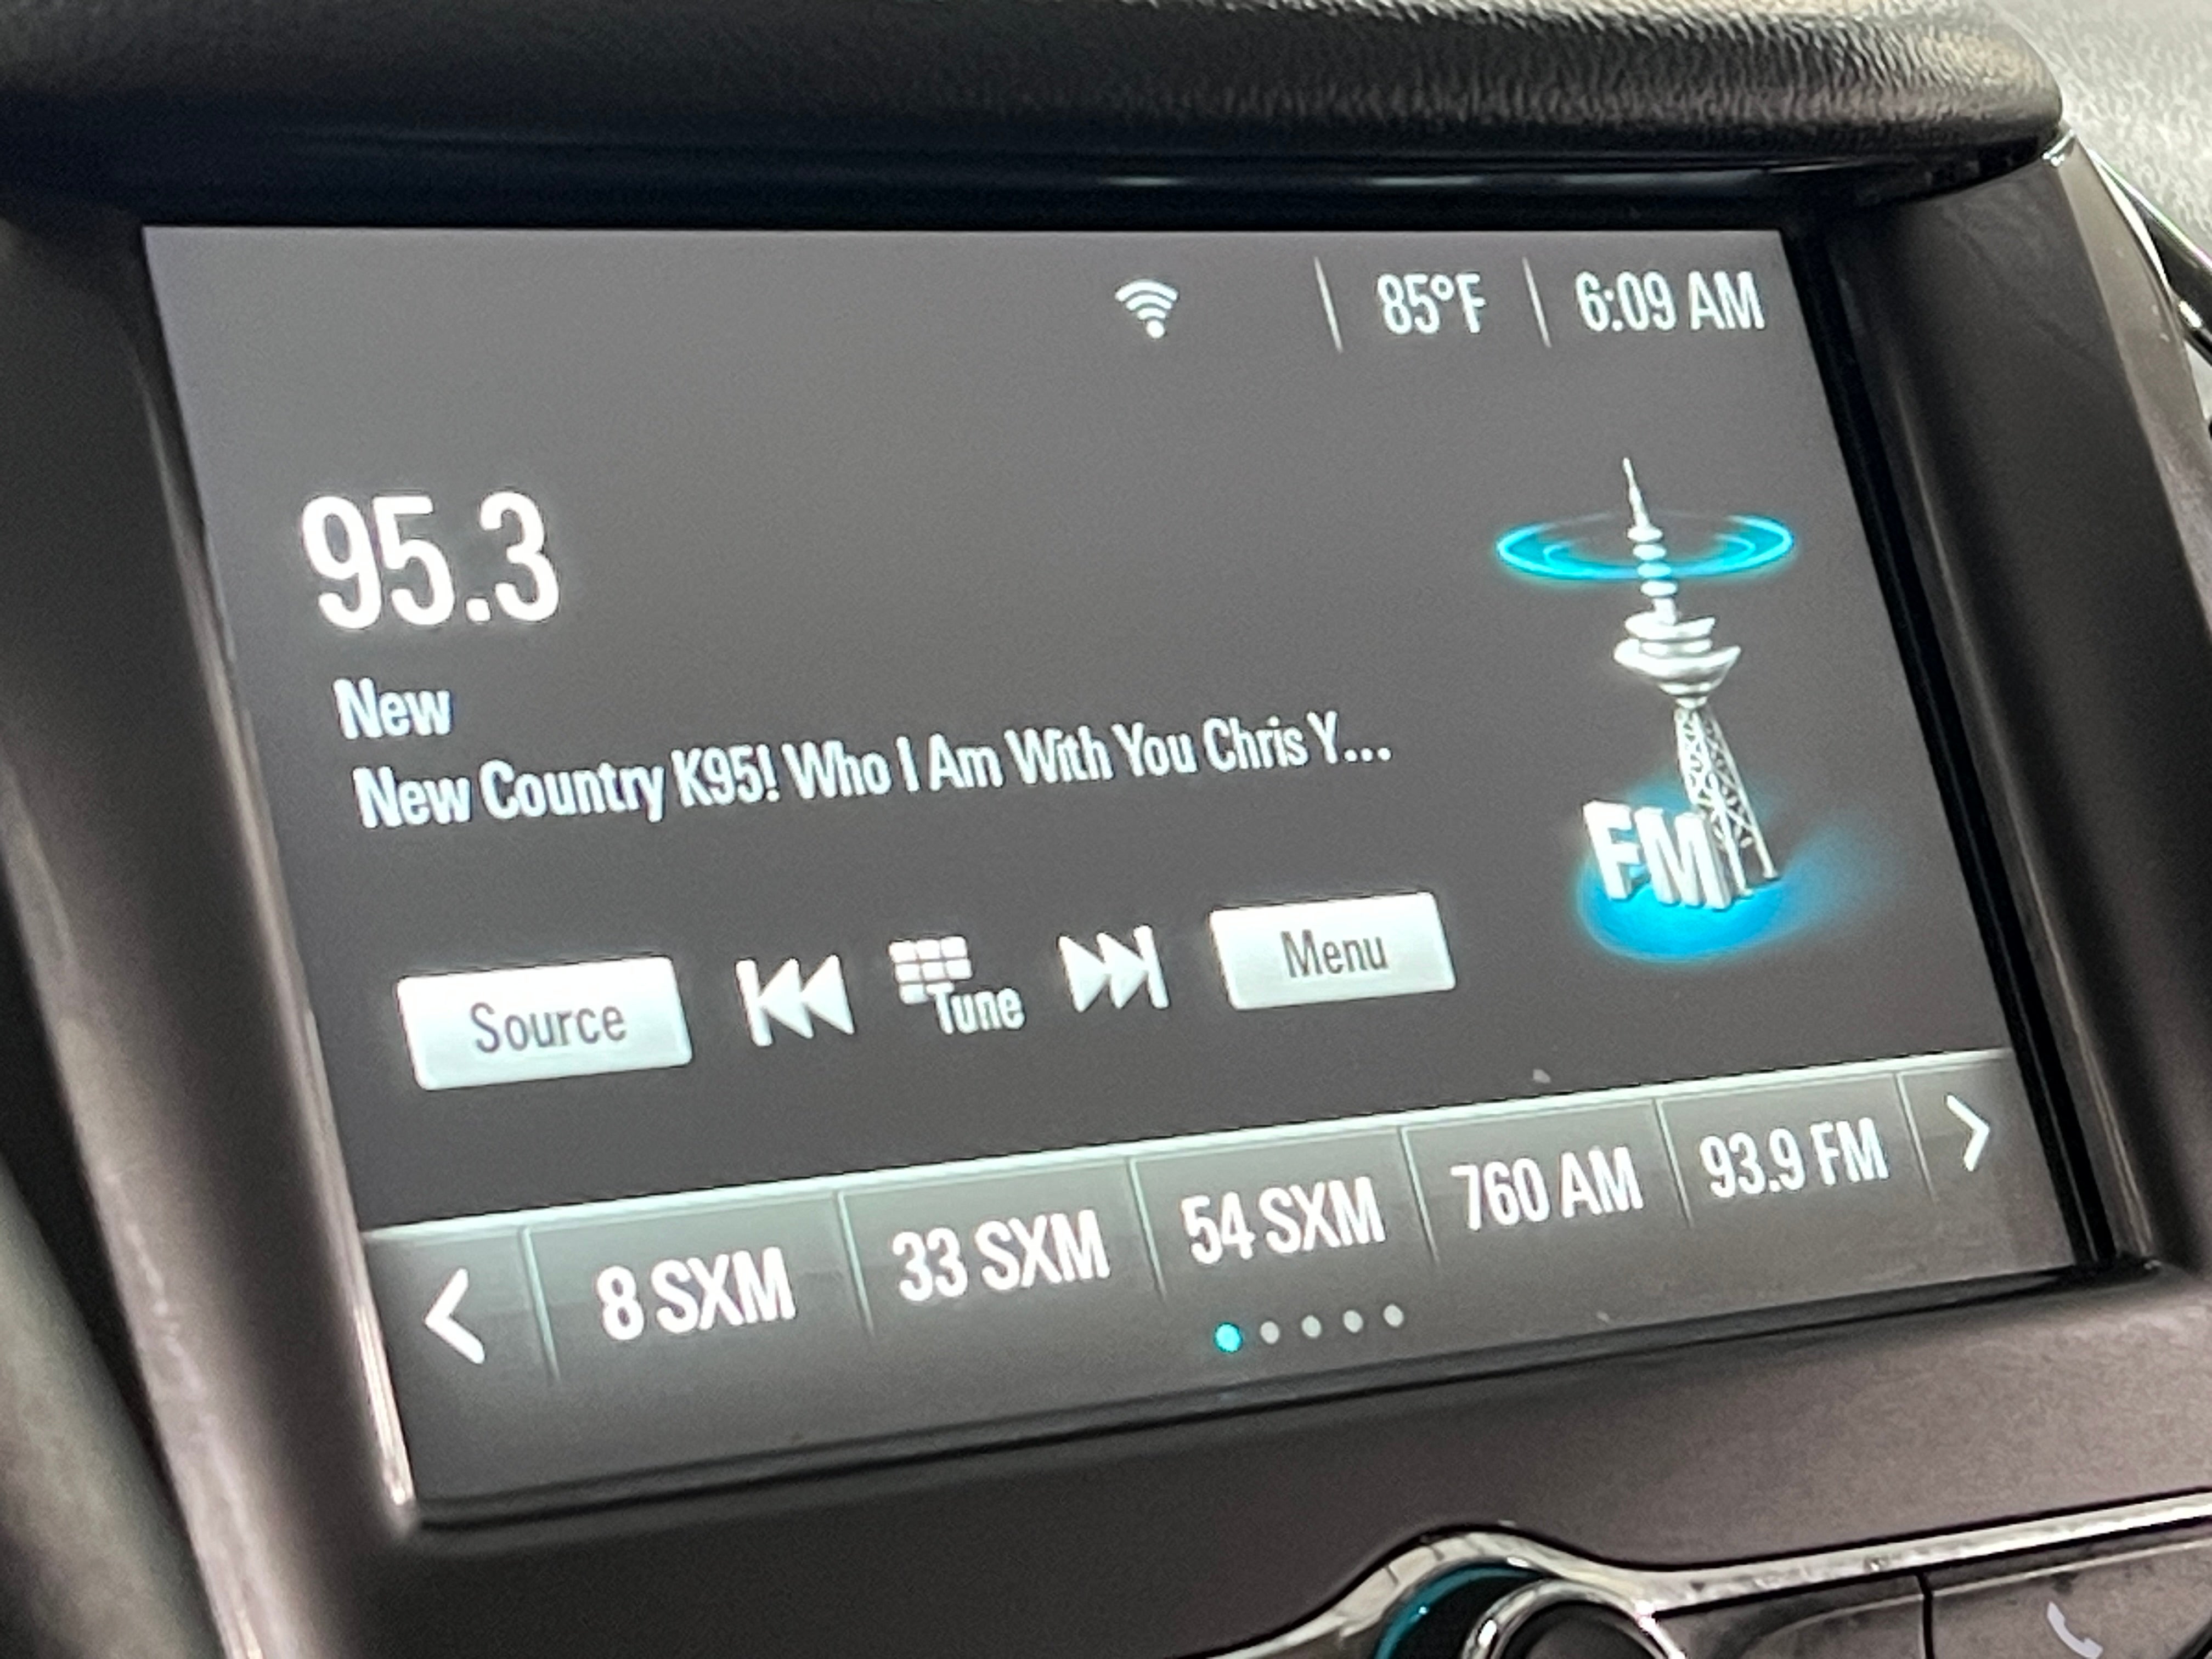 85°F 6:09 AM
95.3
New
New Country K95! Who I Am With You Chris Y...
FM
Source Tune Menu
8 SXM 33 SXM 54 SXM 760 AM 93.9 FM